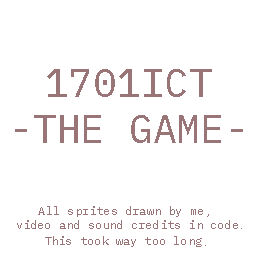 1701ICT
-THE GAME-
All sprites drawn by me,
video and sound credits in code.
This took way too long.